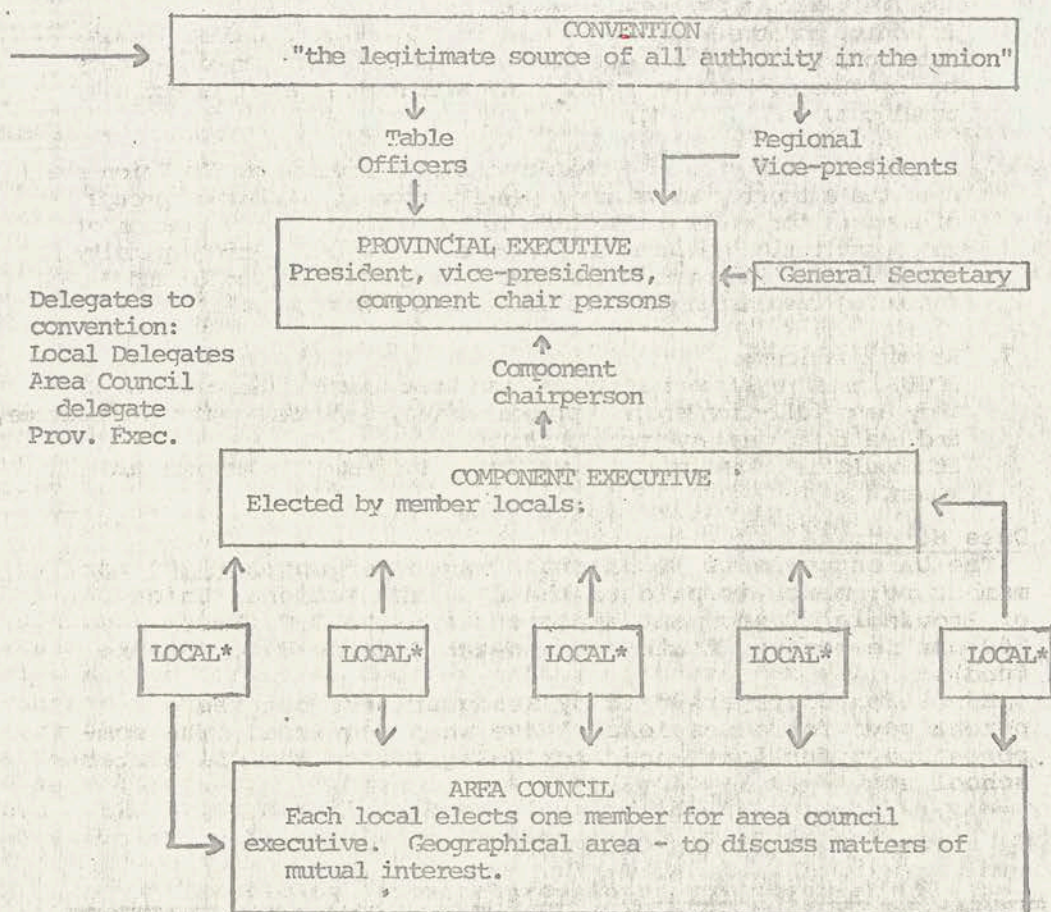 CONVENTION
"the legitimate source of all authority in the union"
Table
Officers
Pegional
Vice-presidents
PROVINCIAL EXECUTIVE
President, vice-presidents,
component chair persons
General Secretary
Delegates to
convention:
Local Delegates
Area Council
delegate
Prov. Exec.
Component
chairperson
COMPONENT EXECUTIVE
Elected by member locals;
LOCAL*
LOCAL*
LOCAL*
LOCAL*
LOCAL*
AREA COUNCIL
Each local elects one member for area council
executive. Geographical area - to discuss matters of
mutual interest.